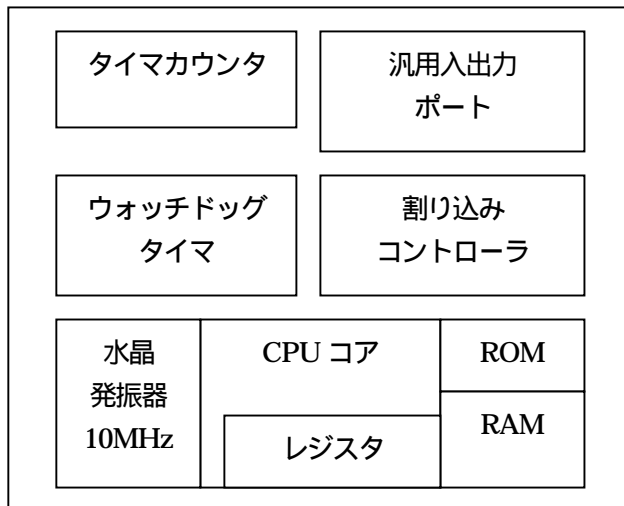 タイマカウンタ
汎用入出力
ポート
ウォッチドッグ
タイマ
割り込み
コントローラ
水晶
発振器
10MHz
CPU コア
レジスタ
ROM
RAM